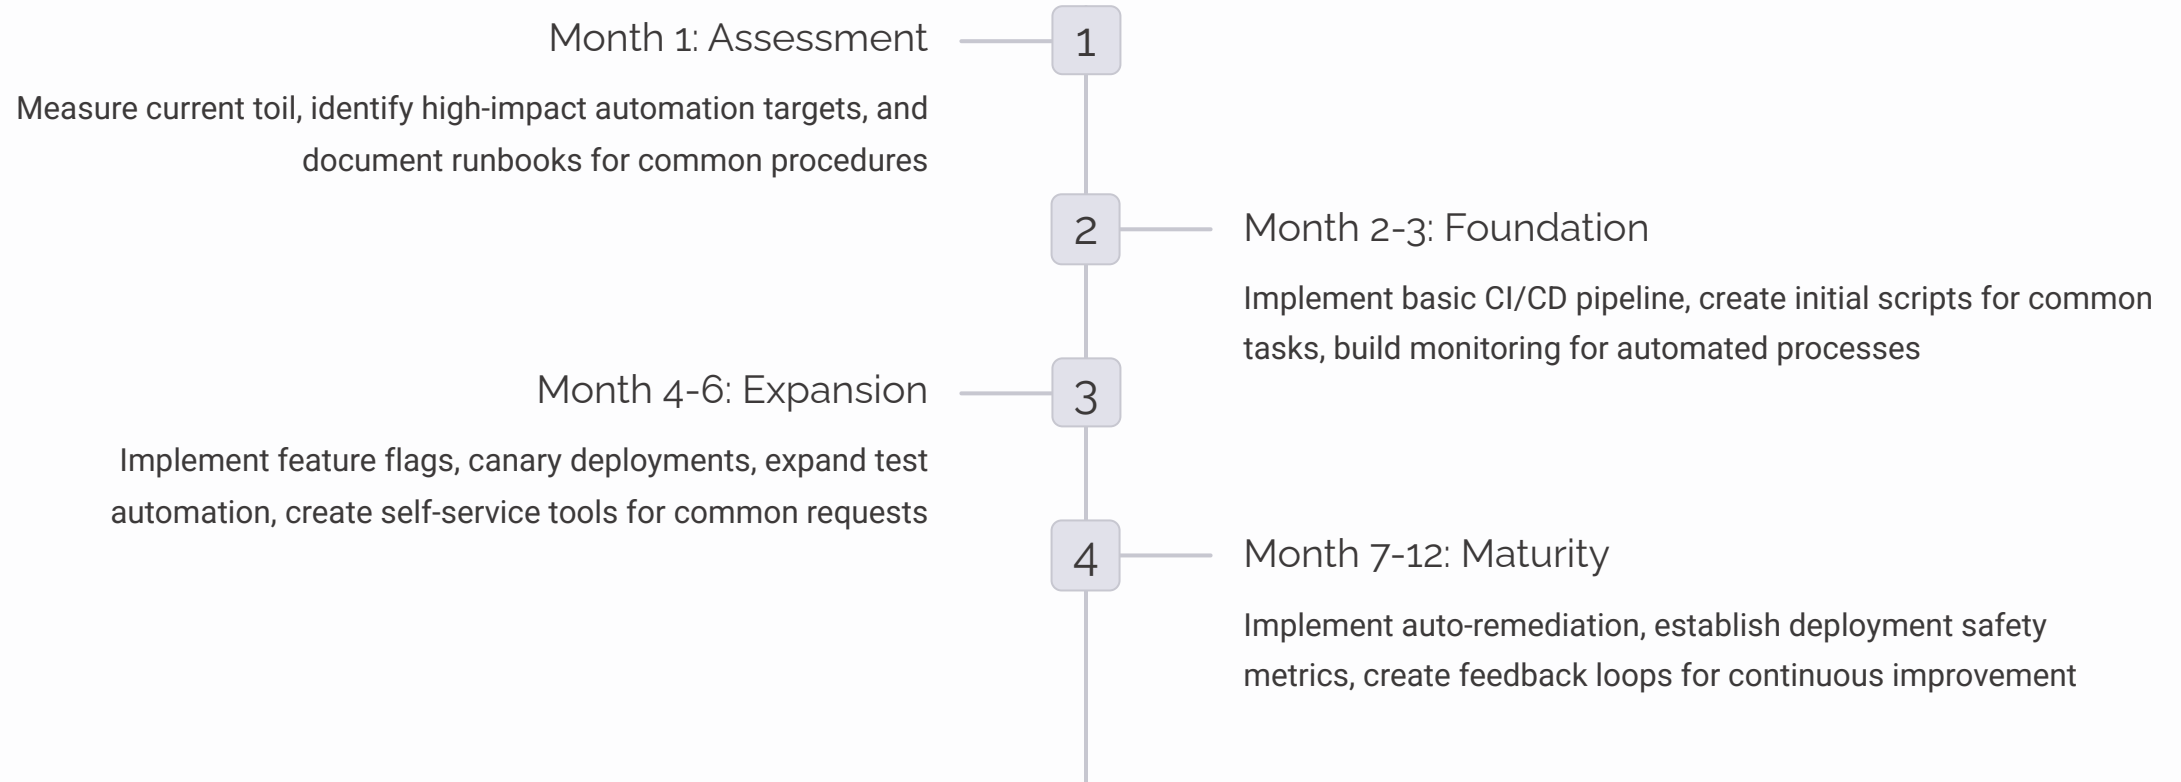 Month 1: Assessment
1
Measure current toil, identify high-impact automation targets, and
document runbooks for common procedures
2
Month 2-3: Foundation
Implement basic CI/CD pipeline, create initial scripts for common
tasks, build monitoring for automated processes
Month 4-6: Expansion
3
Implement feature flags, canary deployments, expand test
automation, create self-service tools for common requests
4
Month 7-12: Maturity
Implement auto-remediation, establish deployment safety
metrics, create feedback loops for continuous improvement